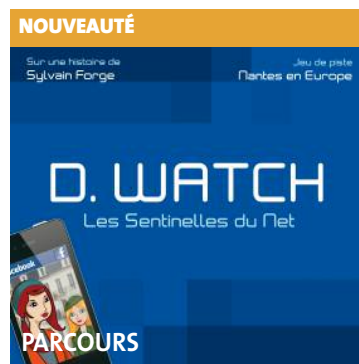 NOUVEAUTÉ
Sur une histoire de
Sylvain Forge
Jeu de piste
Nantes en Europe
D. WATCH
Les Sentinelles du Net
facebook
PARCOURS